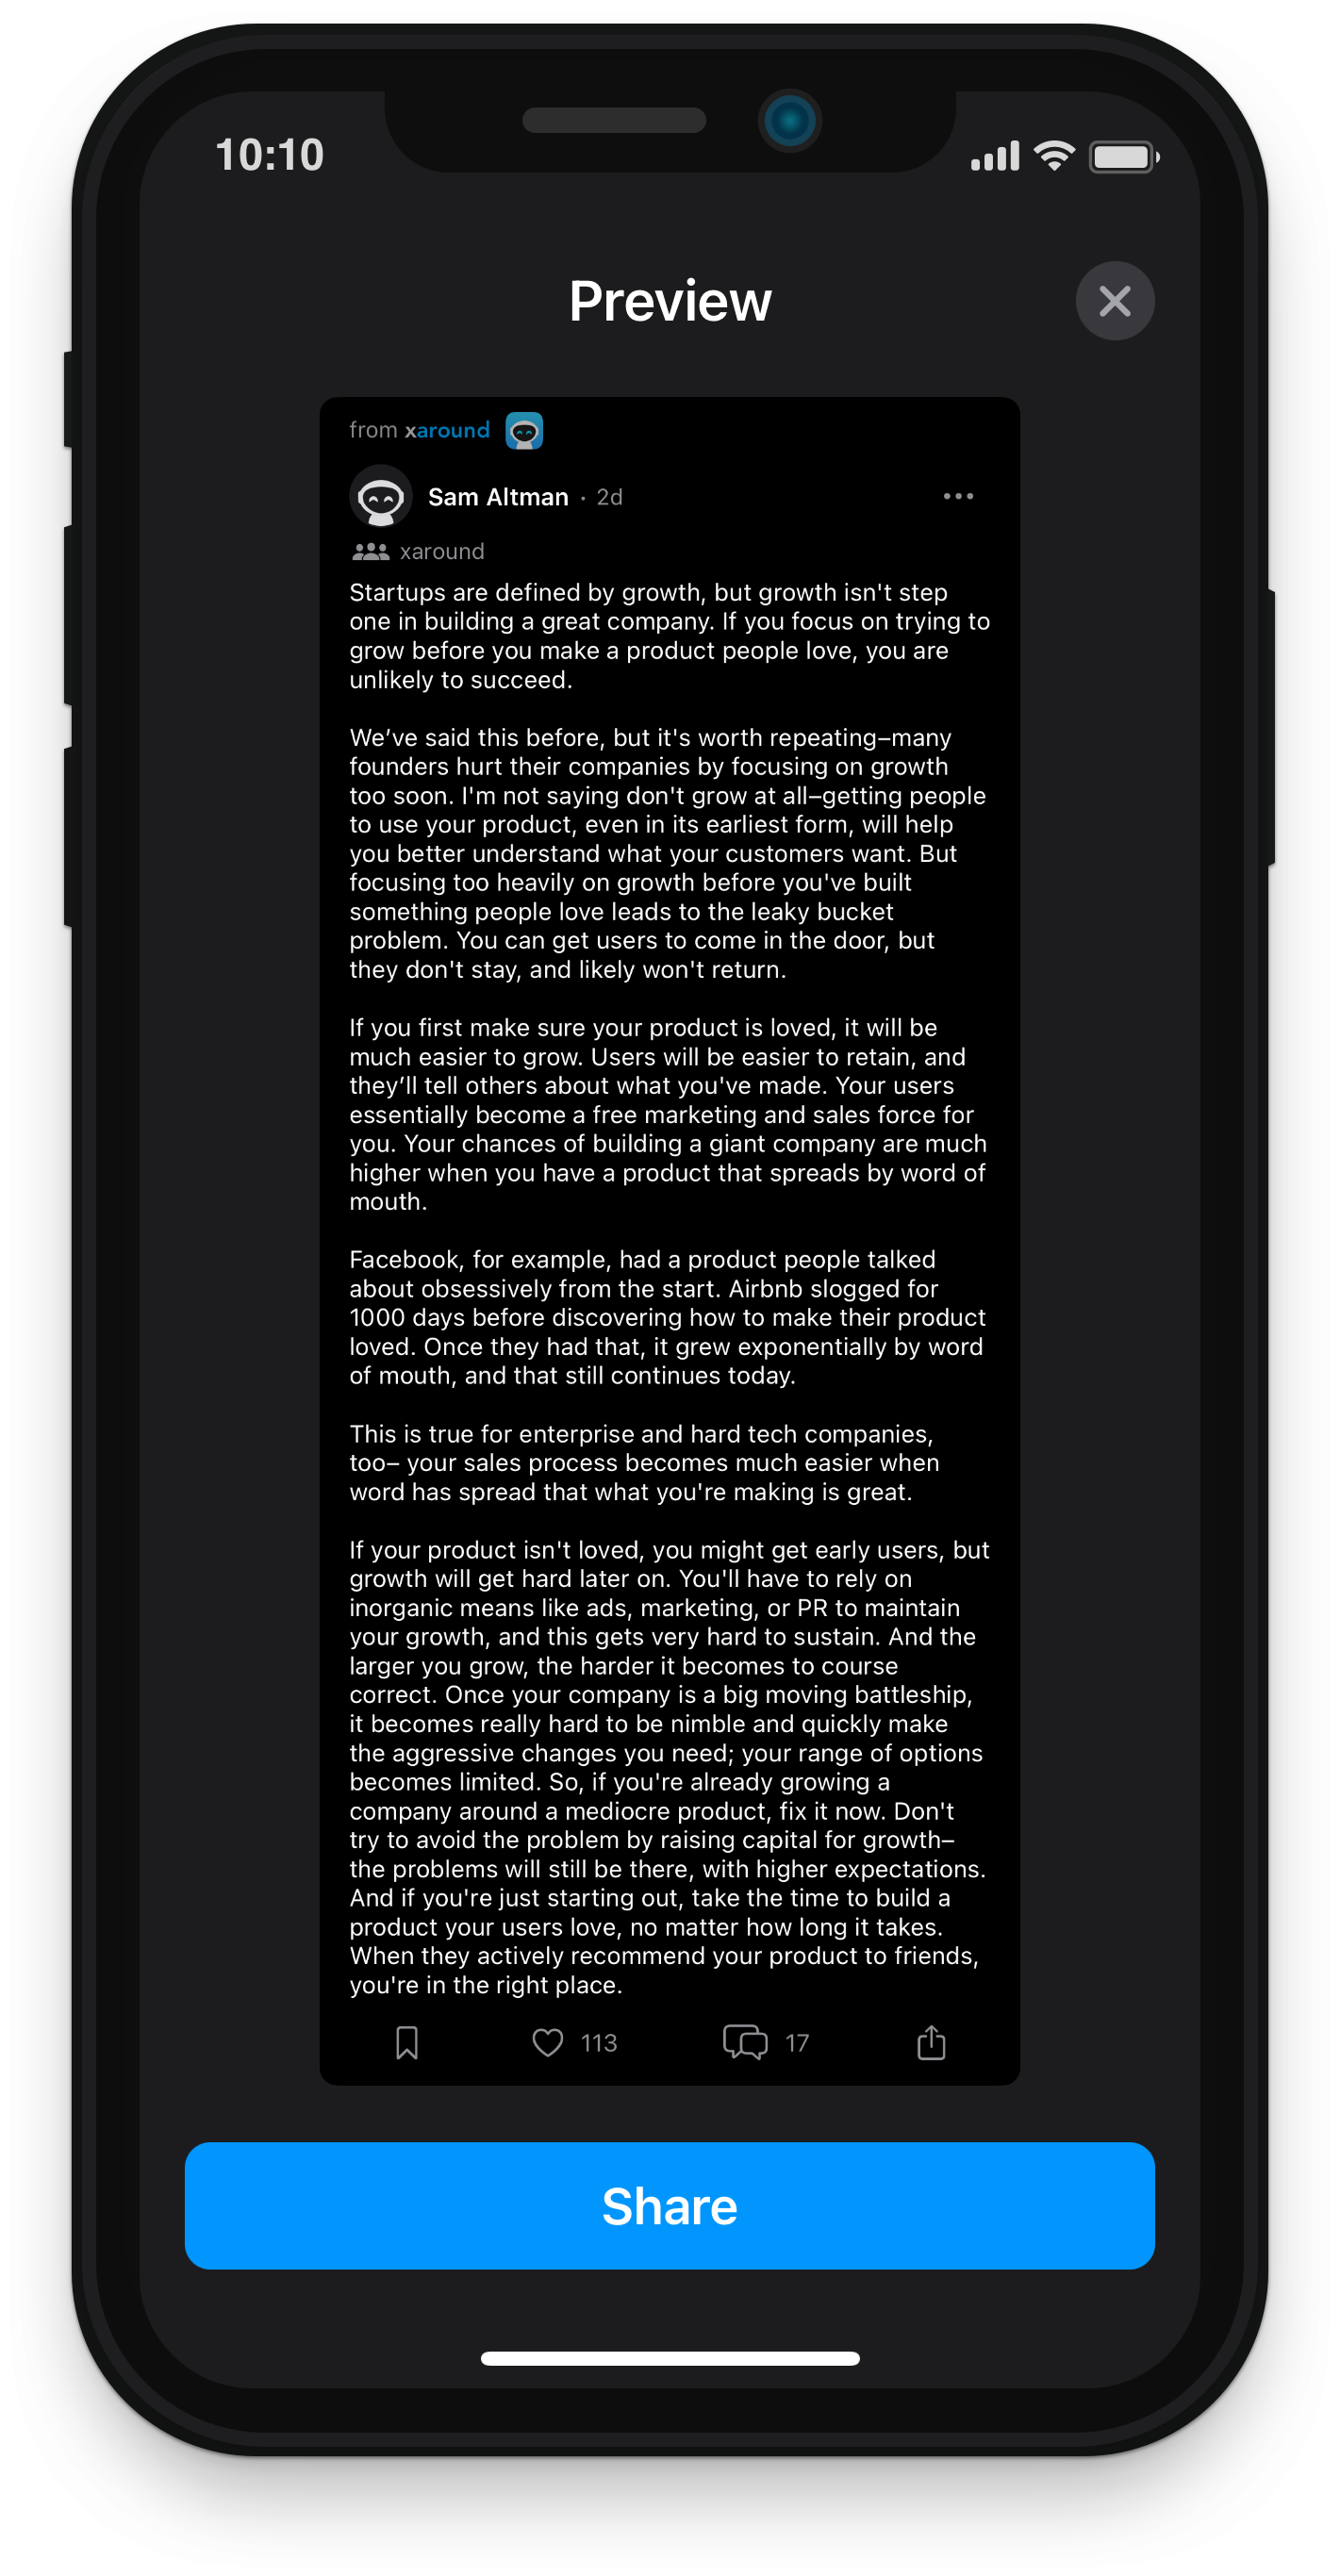 10:10
Preview
from xaround
Sam Altman · 2d
xaround
Startups are defined by growth, but growth isn't step
one in building a great company. If you focus on trying to
grow before you make a product people love, you are
unlikely to succeed.
We’ve said this before, but it's worth repeating–many
founders hurt their companies by focusing on growth
too soon. I'm not saying don't grow at all–getting people
to use your product, even in its earliest form, will help
you better understand what your customers want. But
focusing too heavily on growth before you've built
something people love leads to the leaky bucket
problem. You can get users to come in the door, but
they don't stay, and likely won't return.
If you first make sure your product is loved, it will be
much easier to grow. Users will be easier to retain, and
they’ll tell others about what you've made. Your users
essentially become a free marketing and sales force for
you. Your chances of building a giant company are much
higher when you have a product that spreads by word of
mouth.
Facebook, for example, had a product people talked
about obsessively from the start. Airbnb slogged for
1000 days before discovering how to make their product
loved. Once they had that, it grew exponentially by word
of mouth, and that still continues today.
This is true for enterprise and hard tech companies,
too– your sales process becomes much easier when
word has spread that what you're making is great.
If your product isn't loved, you might get early users, but
growth will get hard later on. You'll have to rely on
inorganic means like ads, marketing, or PR to maintain
your growth, and this gets very hard to sustain. And the
larger you grow, the harder it becomes to course
correct. Once your company is a big moving battleship,
it becomes really hard to be nimble and quickly make
the aggressive changes you need; your range of options
becomes limited. So, if you're already growing a
company around a mediocre product, fix it now. Don't
try to avoid the problem by raising capital for growth–
the problems will still be there, with higher expectations.
And if you're just starting out, take the time to build a
product your users love, no matter how long it takes.
When they actively recommend your product to friends,
you're in the right place.
113 17
Share